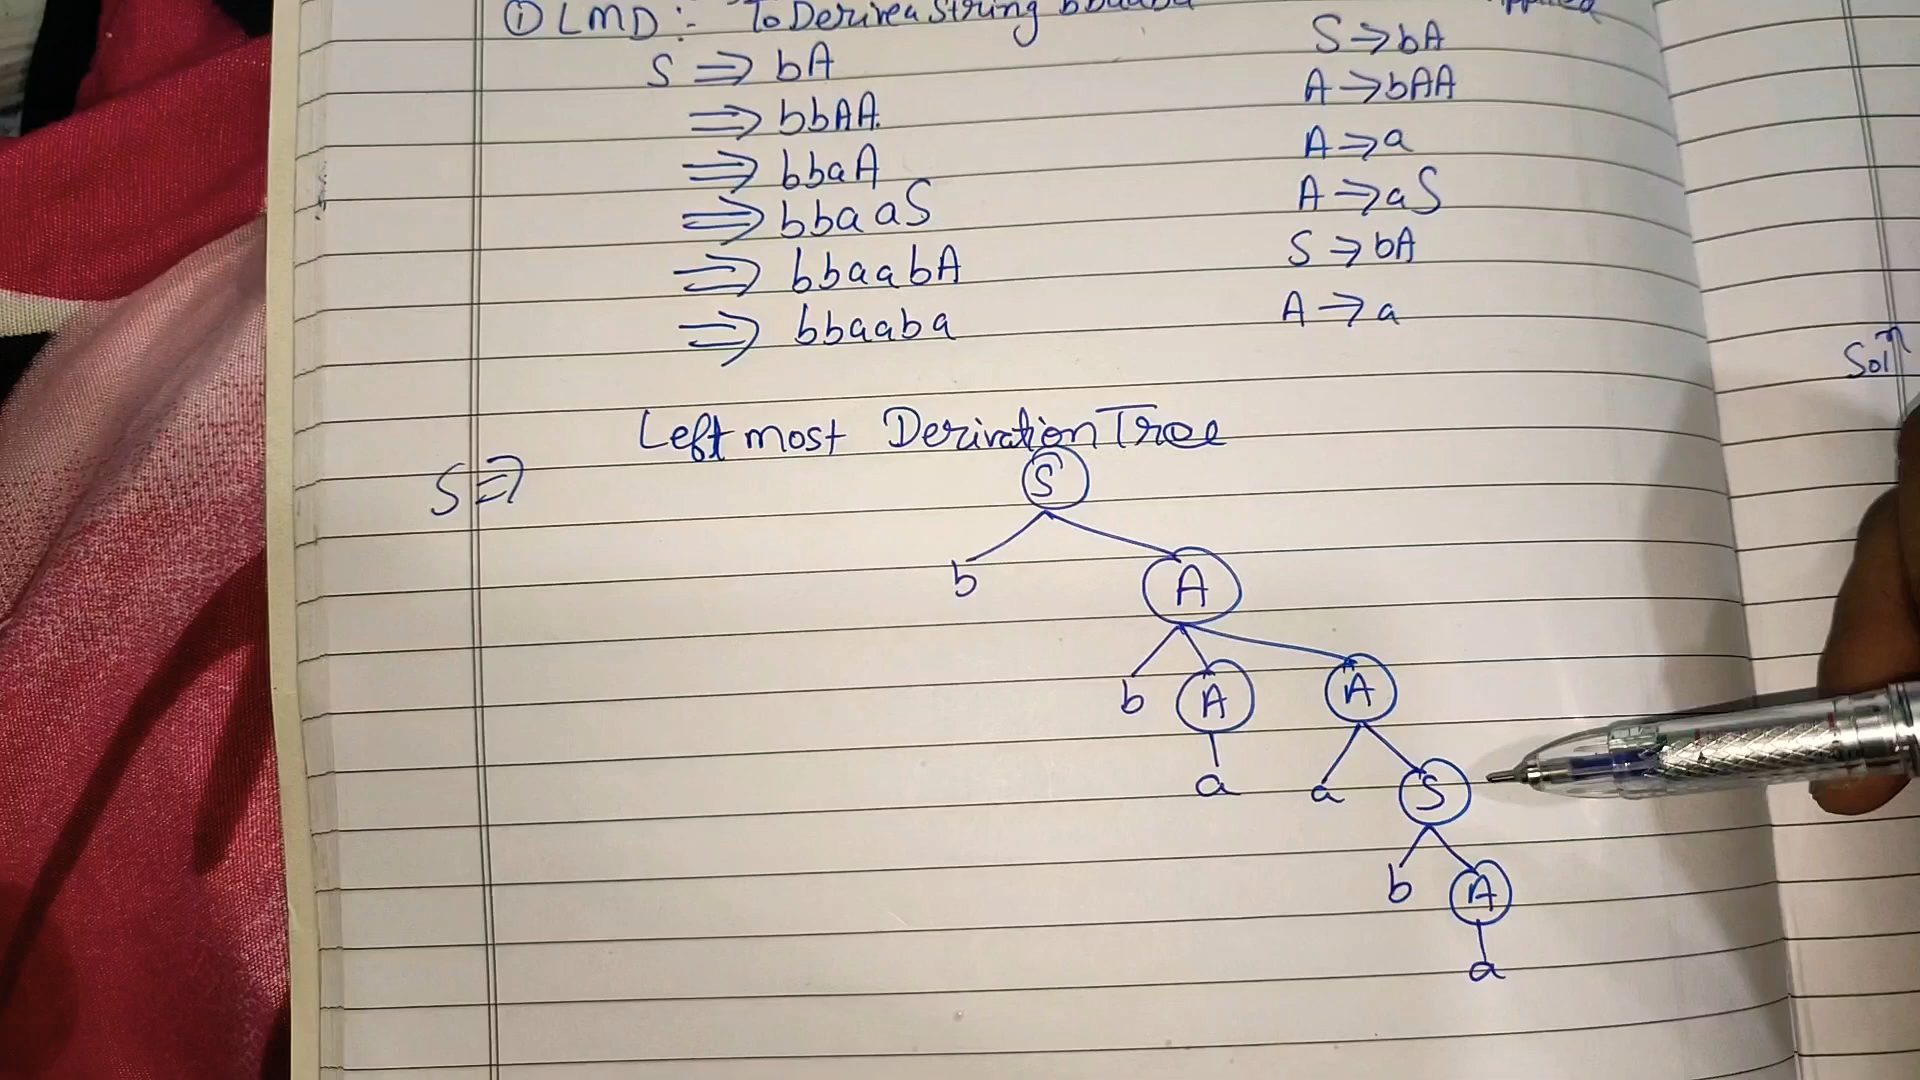 ① LMD :- To Derive a String bbaaba
S ⇒ bA    S → bA
⇒ bbAA.    A → bAA
⇒ bbaA    A → a
⇒ bbaaS    A → aS
⇒ bbaabA    S → bA
⇒ bbaaba    A → a
Solⁿ
Left most Derivation Tree
S ⇒
S
b A
b A A
a a S
b A
a